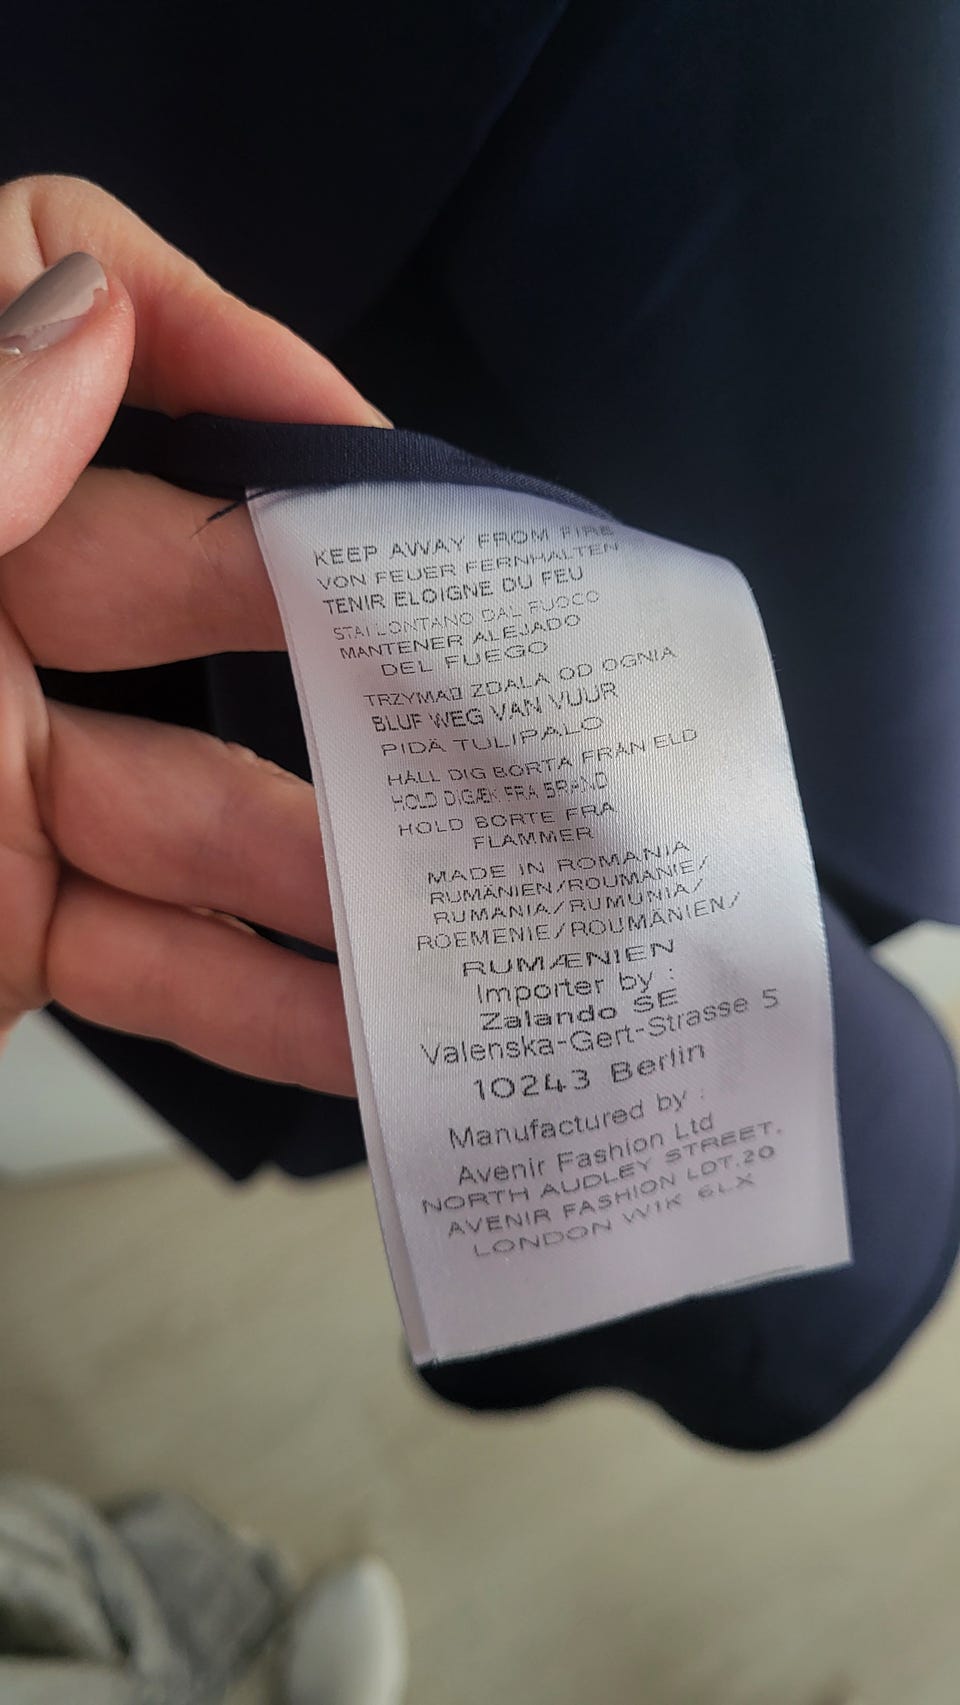 KEEP AWAY FROM FIRE
VON FEUER FERNHALTEN
TENIR ELOIGNE DU FEU
STAI LONTANO DAL FUOCO
MANTENER ALEJADO
DEL FUEGO
TRZYMA▯ ZDALA OD OGNIA
BLIJF WEG VAN VUUR
PIDÄ TULIPALO
HÅLL DIG BORTA FRÅN ELD
HOLD DIG VÆK FRA BRAND
HOLD BORTE FRA
FLAMMER
MADE IN ROMANIA
RUMÄNIEN/ROUMANIE/
RUMANIA/RUMUNIA/
ROEMENIE/ROUMÄNIEN/
RUMÆNIEN
Importer by :
Zalando SE
Valenska-Gert-Strasse 5
10243 Berlin
Manufactured by :
Avenir Fashion Ltd
NORTH AUDLEY STREET.
AVENIR FASHION LDT.20
LONDON W1K 6LX